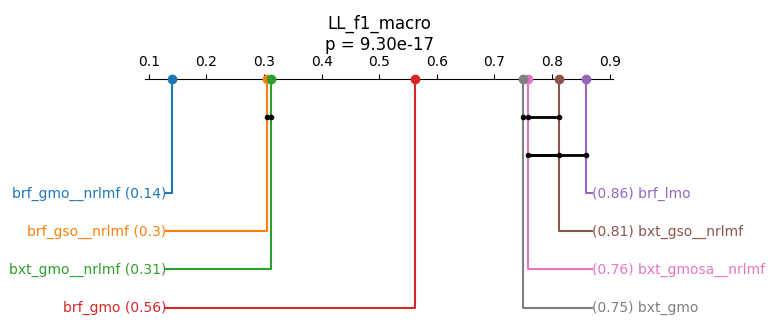 LL_f1_macro
p = 9.30e-17
0.1 0.2 0.3 0.4 0.5 0.6 0.7 0.8 0.9
brf_gmo__nrlmf (0.14)
(0.86) brf_lmo
brf_gso__nrlmf (0.3)
(0.81) bxt_gso__nrlmf
bxt_gmo__nrlmf (0.31)
(0.76) bxt_gmosa__nrlmf
brf_gmo (0.56)
(0.75) bxt_gmo